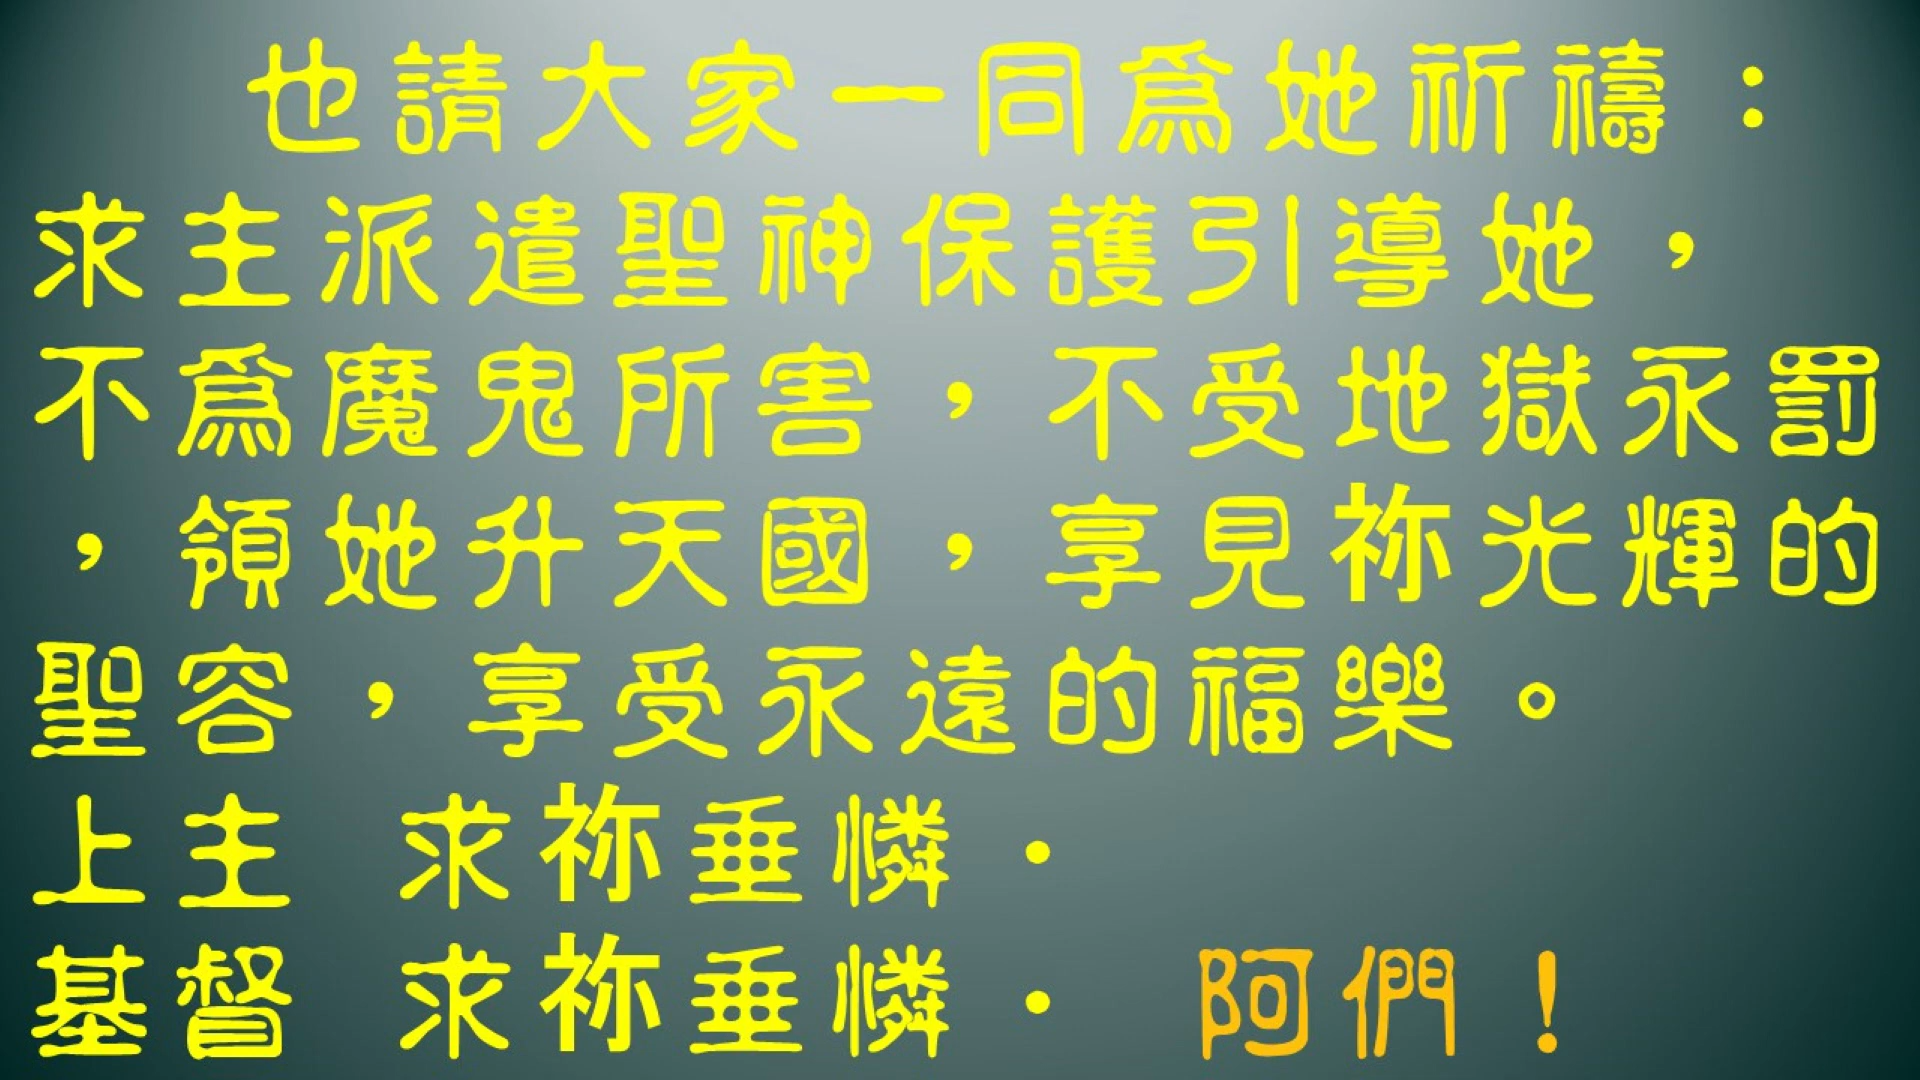 也請大家一同爲她祈禱：
求主派遣聖神保護引導她，
不爲魔鬼所害，不受地獄永罰
，領她升天國，享見祢光輝的
聖容，享受永遠的福樂。
上主 求祢垂憐．
基督 求祢垂憐． 阿們！